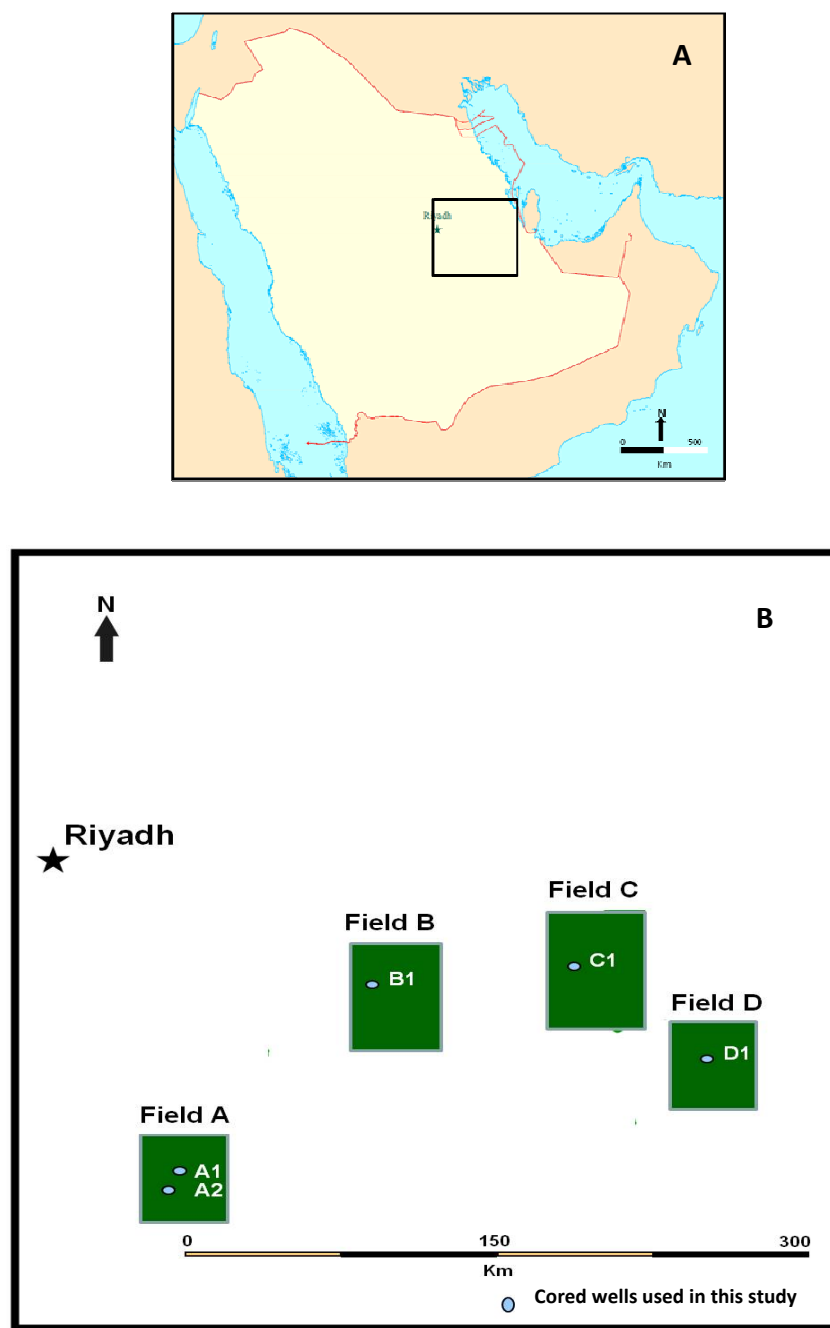 A
Riyadh
N
0 500
Km
N
B
Riyadh
Field C
Field B
C1
B1
Field D
D1
Field A
A1
A2
0 150 300
Km
Cored wells used in this study